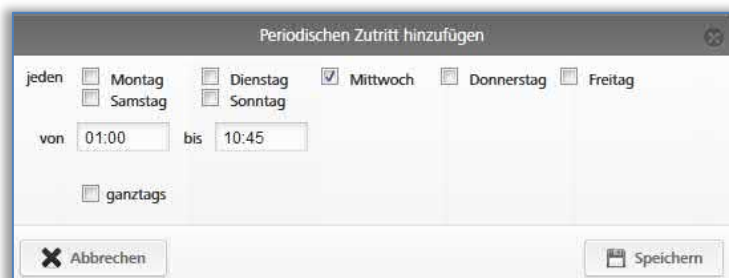 Periodischen Zutritt hinzufügen
jeden Montag Dienstag Mittwoch Donnerstag Freitag
Samstag Sonntag
von 01:00 bis 10:45
ganztags
Abbrechen Speichern